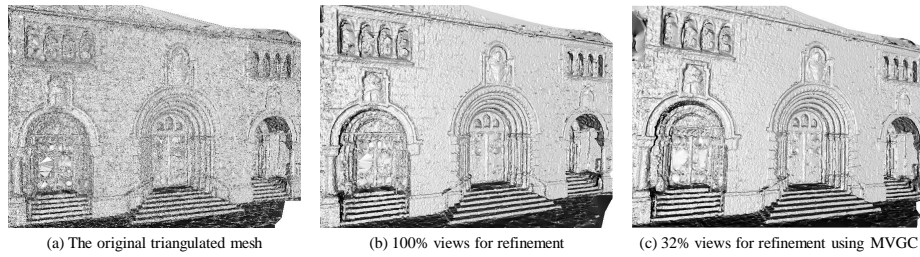 (a) The original triangulated mesh
(b) 100% views for refinement
(c) 32% views for refinement using MVGC